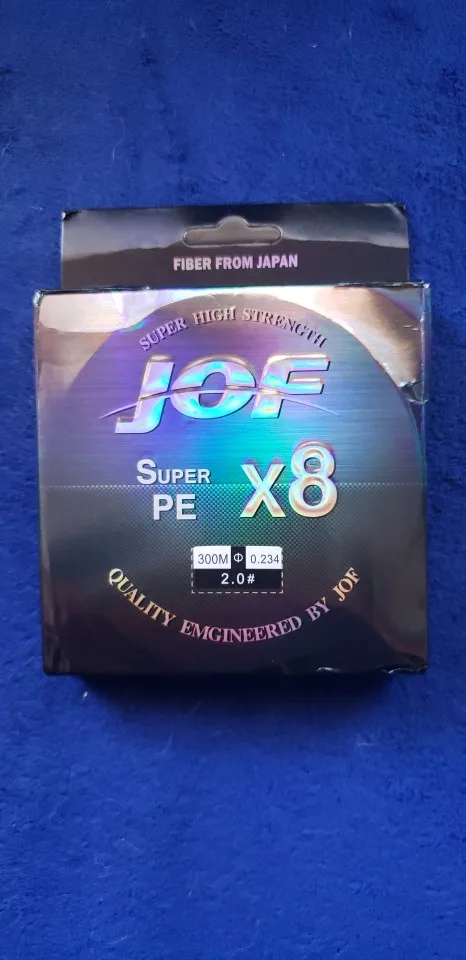 FIBER FROM JAPAN
SUPER HIGH STRENGTH
JOF
SUPER
PE
X8
300M Φ 0.234
2.0#
QUALITY EMGINEERED BY JOF